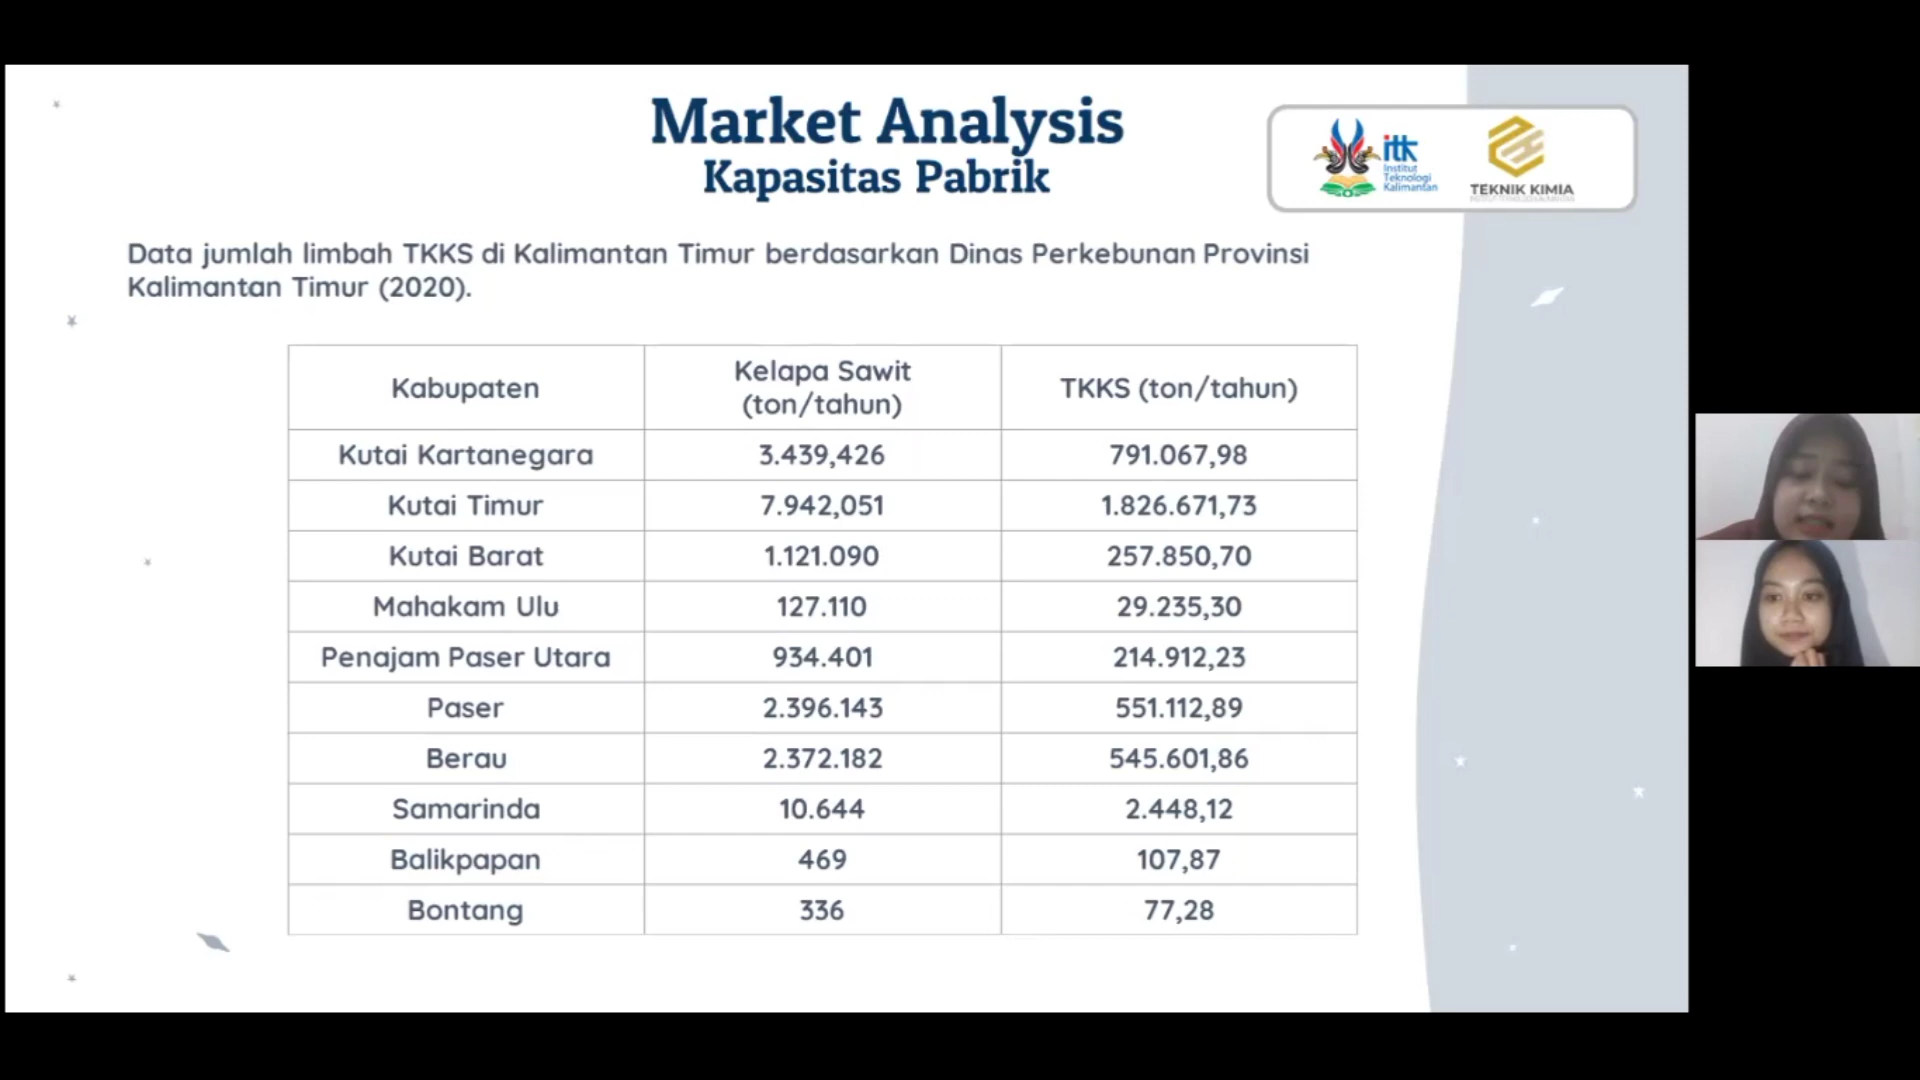 Market Analysis
Kapasitas Pabrik
itk
Institut
Teknologi
Kalimantan
TEKNIK KIMIA
Data jumlah limbah TKKS di Kalimantan Timur berdasarkan Dinas Perkebunan Provinsi
Kalimantan Timur (2020).
Kabupaten
Kelapa Sawit
(ton/tahun)
TKKS (ton/tahun)
Kutai Kartanegara 3.439,426 791.067,98
Kutai Timur 7.942,051 1.826.671,73
Kutai Barat 1.121.090 257.850,70
Mahakam Ulu 127.110 29.235,30
Penajam Paser Utara 934.401 214.912,23
Paser 2.396.143 551.112,89
Berau 2.372.182 545.601,86
Samarinda 10.644 2.448,12
Balikpapan 469 107,87
Bontang 336 77,28